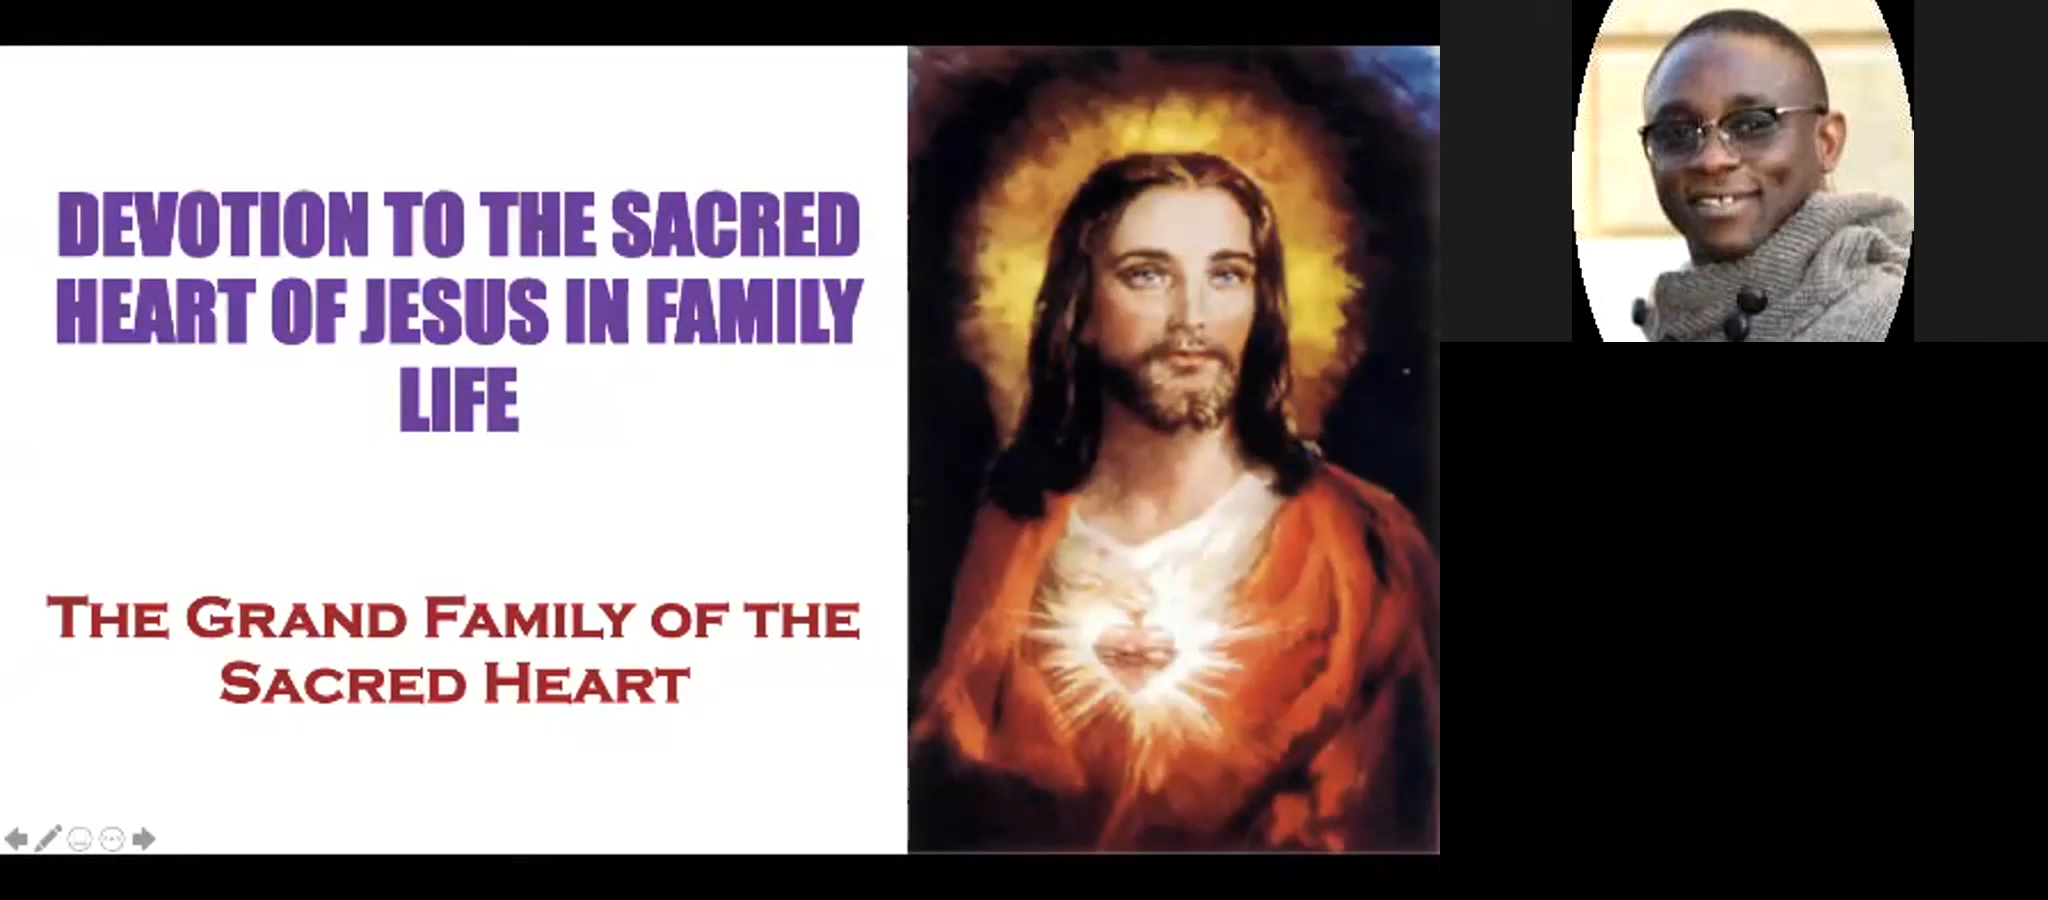 DEVOTION TO THE SACRED
HEART OF JESUS IN FAMILY
LIFE
THE GRAND FAMILY OF THE
SACRED HEART